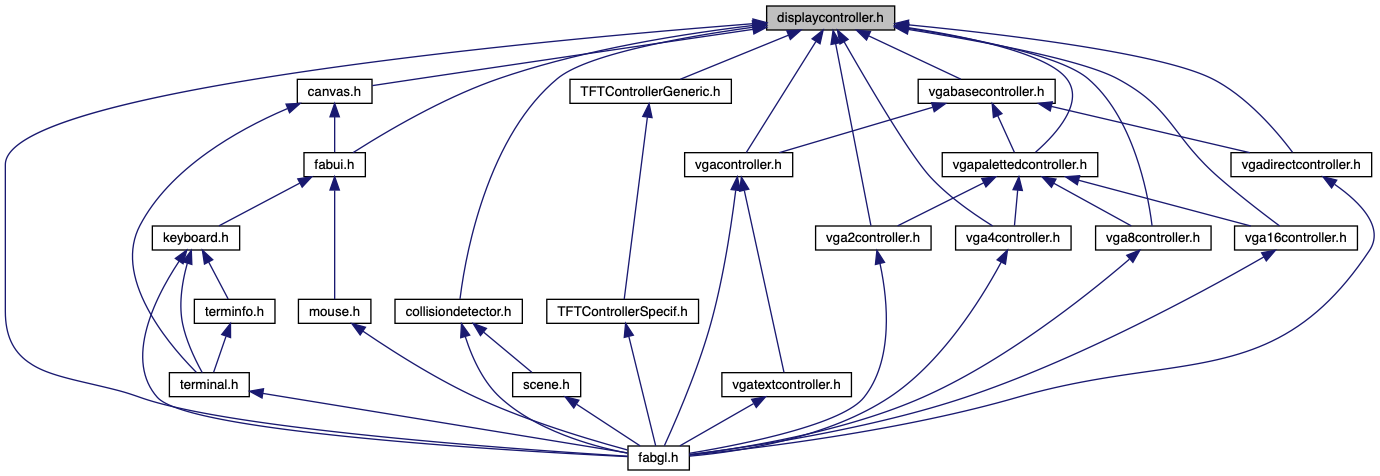 displaycontroller.h
canvas.h
TFTControllerGeneric.h
vgabasecontroller.h
fabui.h
vgacontroller.h
vgapalettedcontroller.h
vgadirectcontroller.h
keyboard.h
vga2controller.h
vga4controller.h
vga8controller.h
vga16controller.h
terminfo.h
mouse.h
collisiondetector.h
TFTControllerSpecif.h
terminal.h
scene.h
vgatextcontroller.h
fabgl.h